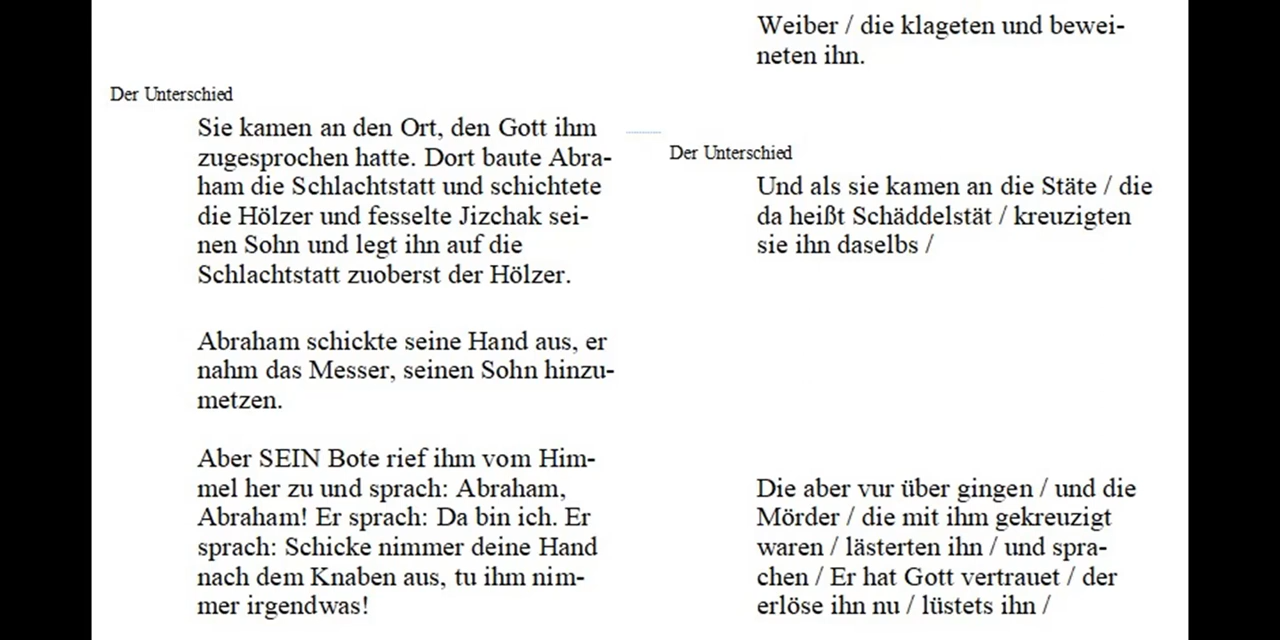 Der Unterschied
Sie kamen an den Ort, den Gott ihm
zugesprochen hatte. Dort baute Abra-
ham die Schlachtstatt und schichtete
die Hölzer und fesselte Jizchak sei-
nen Sohn und legt ihn auf die
Schlachtstatt zuoberst der Hölzer.
Abraham schickte seine Hand aus, er
nahm das Messer, seinen Sohn hinzu-
metzen.
Aber SEIN Bote rief ihm vom Him-
mel her zu und sprach: Abraham,
Abraham! Er sprach: Da bin ich. Er
sprach: Schicke nimmer deine Hand
nach dem Knaben aus, tu ihm nim-
mer irgendwas!
Weiber / die klageten und bewei-
neten ihn.
Der Unterschied
Und als sie kamen an die Stäte / die
da heißt Schäddelstät / kreuzigten
sie ihn daselbs /
Die aber vur über gingen / und die
Mörder / die mit ihm gekreuzigt
waren / lästerten ihn / und spra-
chen / Er hat Gott vertrauet / der
erlöse ihn nu / lüstets ihn /